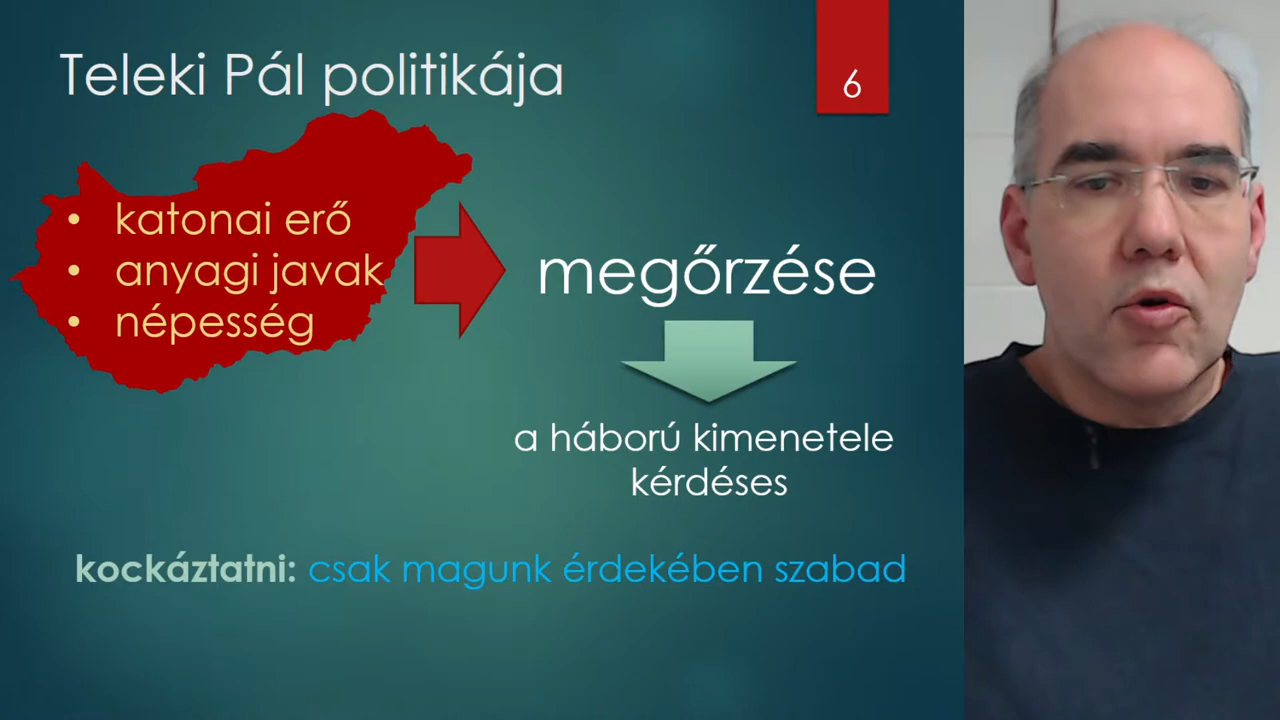 Teleki Pál politikája
6
• katonai erő
• anyagi javak
• népesség
megőrzése
a háború kimenetele
kérdéses
kockáztatni: csak magunk érdekében szabad